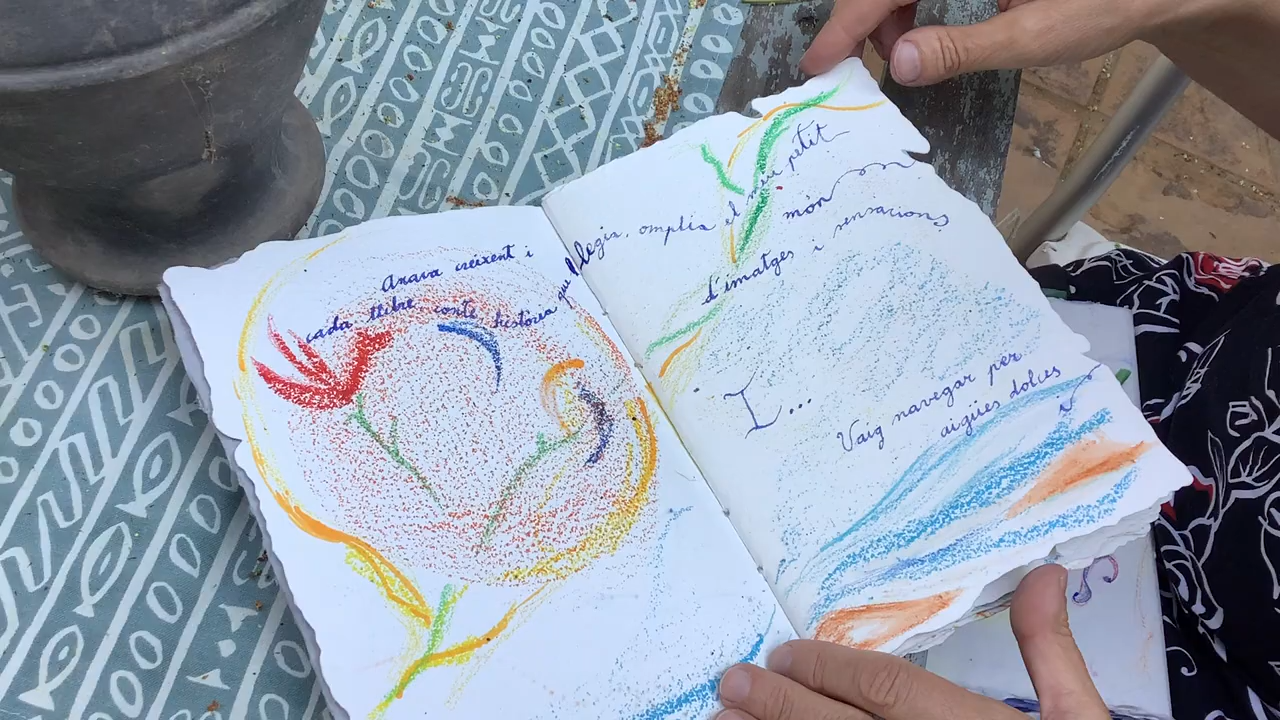 Anava creixent i
cada llibre conte història que llegia, omplia el meu petit
món
d'imatges i sensacions
I...
Vaig navegar per
aigües dolces